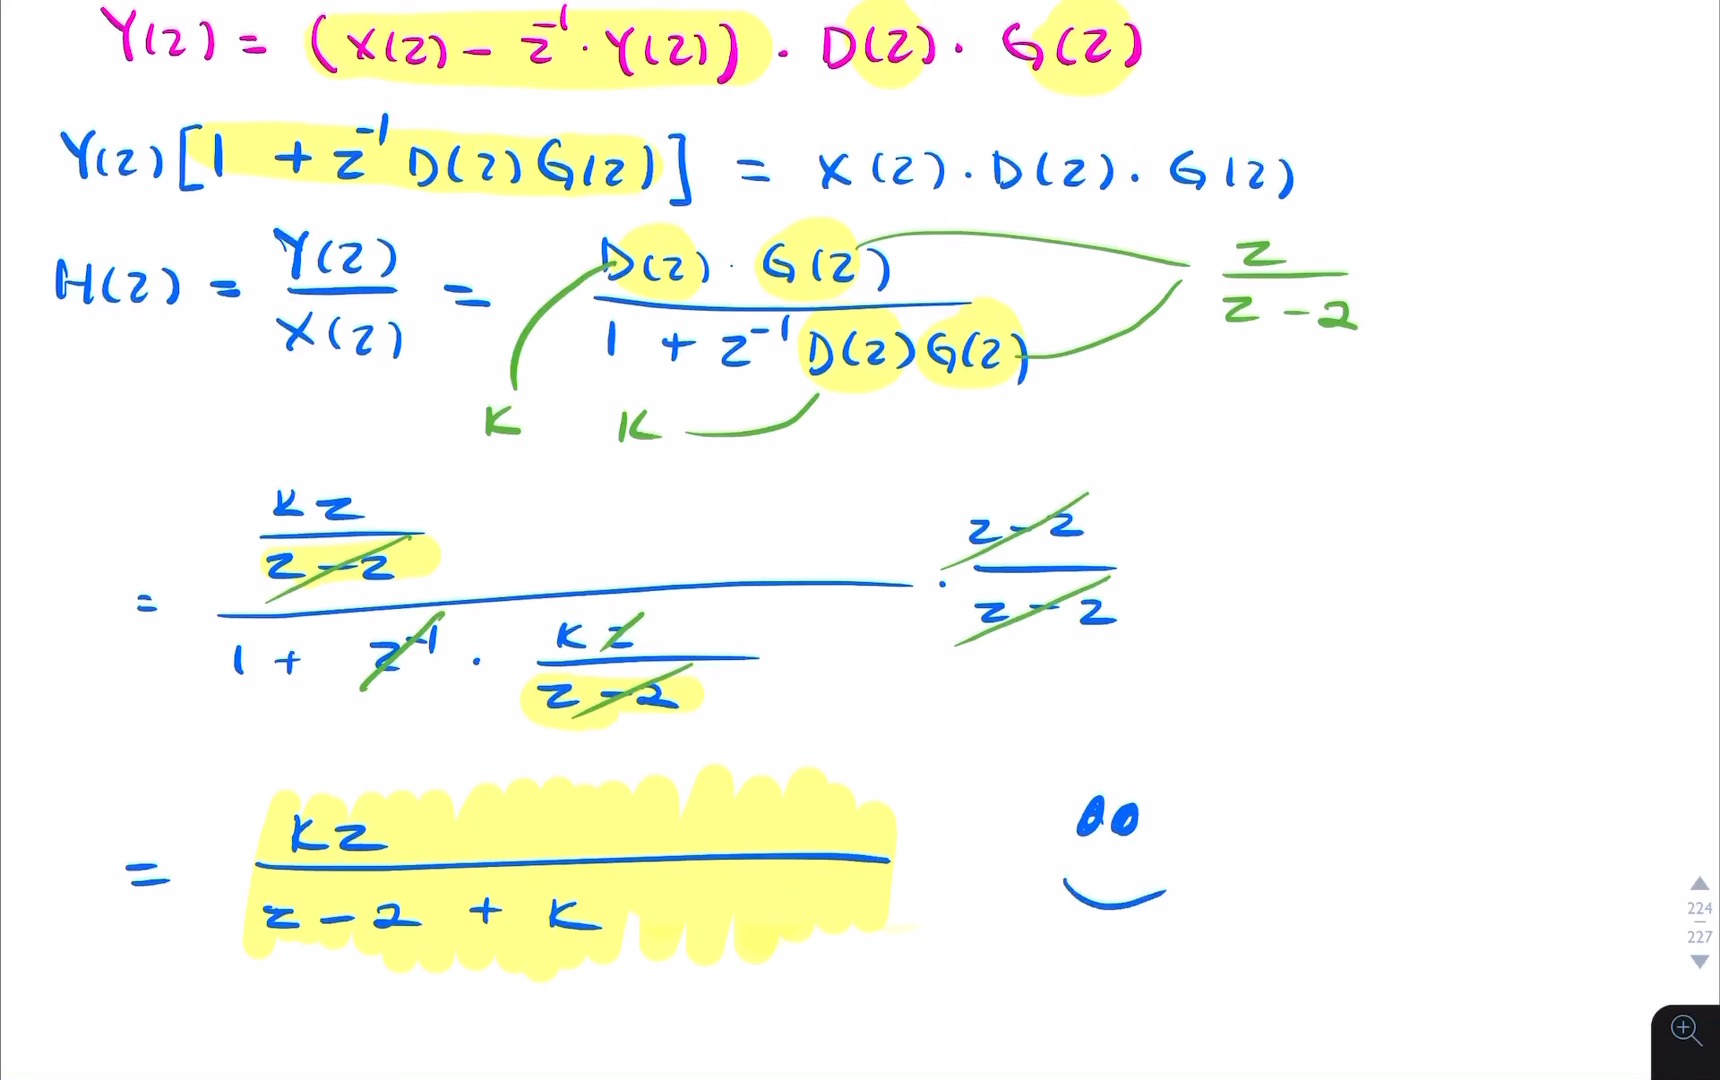 Y(z) = (X(z) - z⁻¹ · Y(z)) · D(z) · G(z)
Y(z) [1 + z⁻¹ D(z) G(z)] = X(z) · D(z) · G(z)
H(z) = Y(z) / X(z) = D(z) · G(z) / 1 + z⁻¹ D(z) G(z)
z / z - 2
K K
= Kz / z - 2 / 1 + z⁻¹ · Kz / z - 2 · z - 2 / z - 2
= Kz / z - 2 + K
224
227